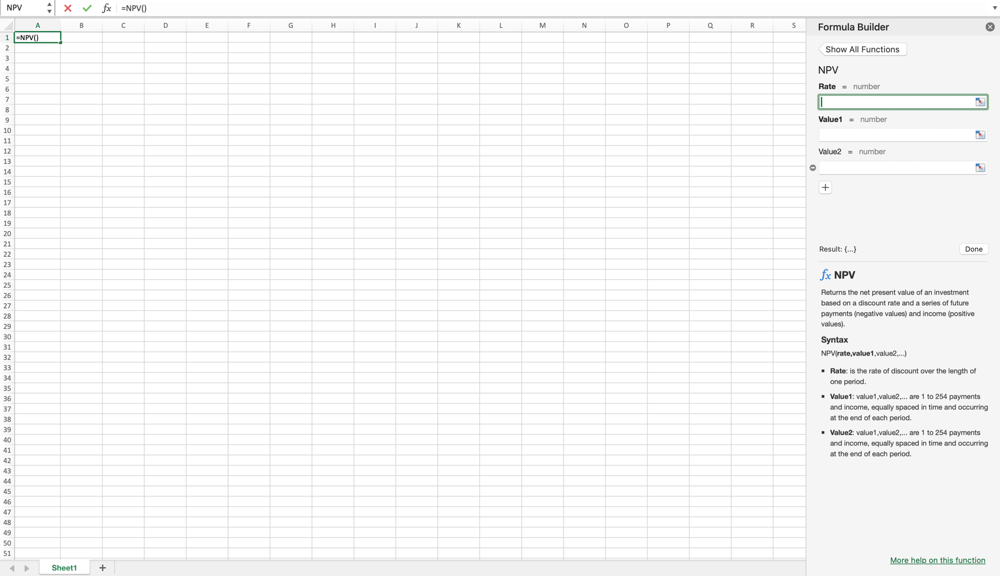 NPV
fx
=NPV()
A B C D E F G H I J K L M N O P Q R S
1 =NPV()
2
3
4
5
6
7
8
9
10
11
12
13
14
15
16
17
18
19
20
21
22
23
24
25
26
27
28
29
30
31
32
33
34
35
36
37
38
39
40
41
42
43
44
45
46
47
48
49
50
51
Sheet1
+
Formula Builder
Show All Functions
NPV
Rate = number
Value1 = number
Value2 = number
+
Result: {...}
Done
fx NPV
Returns the net present value of an investment
based on a discount rate and a series of future
payments (negative values) and income (positive
values).
Syntax
NPV(rate,value1,value2,...)
▪ Rate: is the rate of discount over the length of
one period.
▪ Value1: value1,value2,... are 1 to 254 payments
and income, equally spaced in time and occurring
at the end of each period.
▪ Value2: value1,value2,... are 1 to 254 payments
and income, equally spaced in time and occurring
at the end of each period.
More help on this function